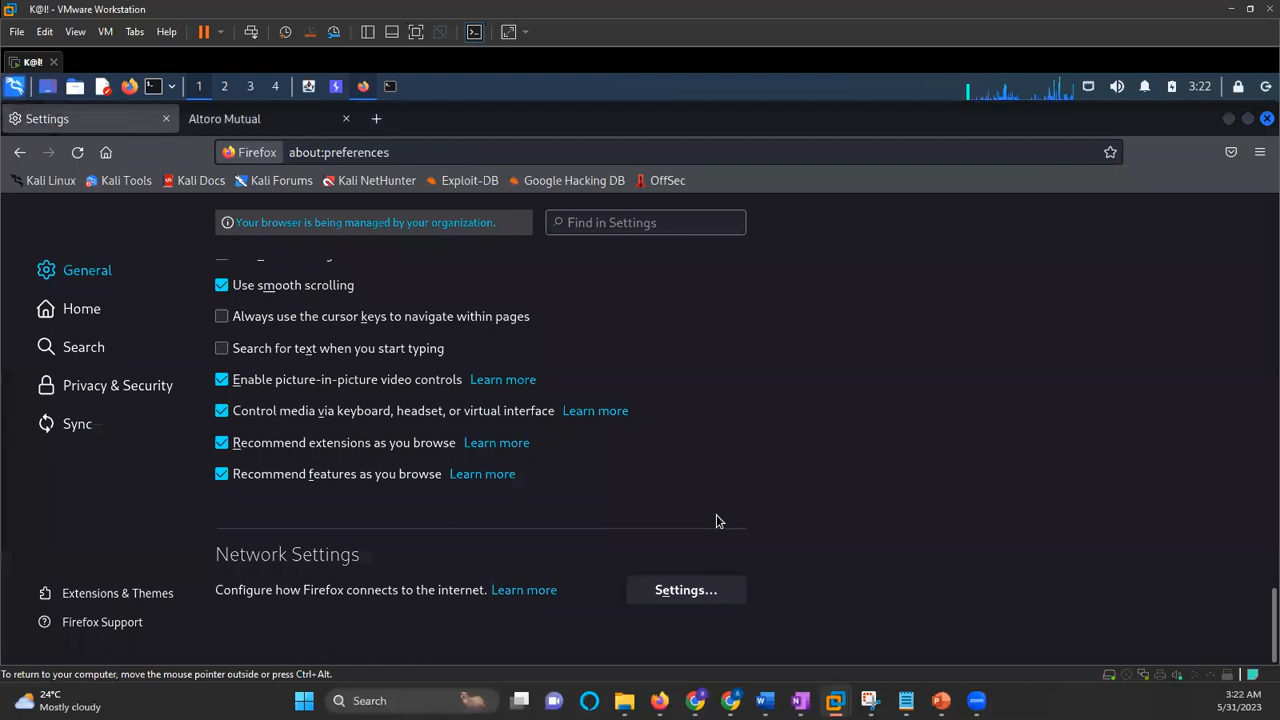 K@l! - VMware Workstation
File Edit View VM Tabs Help
K@l!
1 2 3 4 3:22
Settings Altoro Mutual
Firefox about:preferences
Kali Linux Kali Tools Kali Docs Kali Forums Kali NetHunter Exploit-DB Google Hacking DB OffSec
Your browser is being managed by your organization. Find in Settings
General
Use smooth scrolling
Home
Always use the cursor keys to navigate within pages
Search
Search for text when you start typing
Privacy & Security
Enable picture-in-picture video controls Learn more
Control media via keyboard, headset, or virtual interface Learn more
Sync
Recommend extensions as you browse Learn more
Recommend features as you browse Learn more
Network Settings
Configure how Firefox connects to the internet. Learn more Settings...
Extensions & Themes
Firefox Support
To return to your computer, move the mouse pointer outside or press Ctrl+Alt.
24°C
Mostly cloudy
Search
3:22 AM
5/31/2023